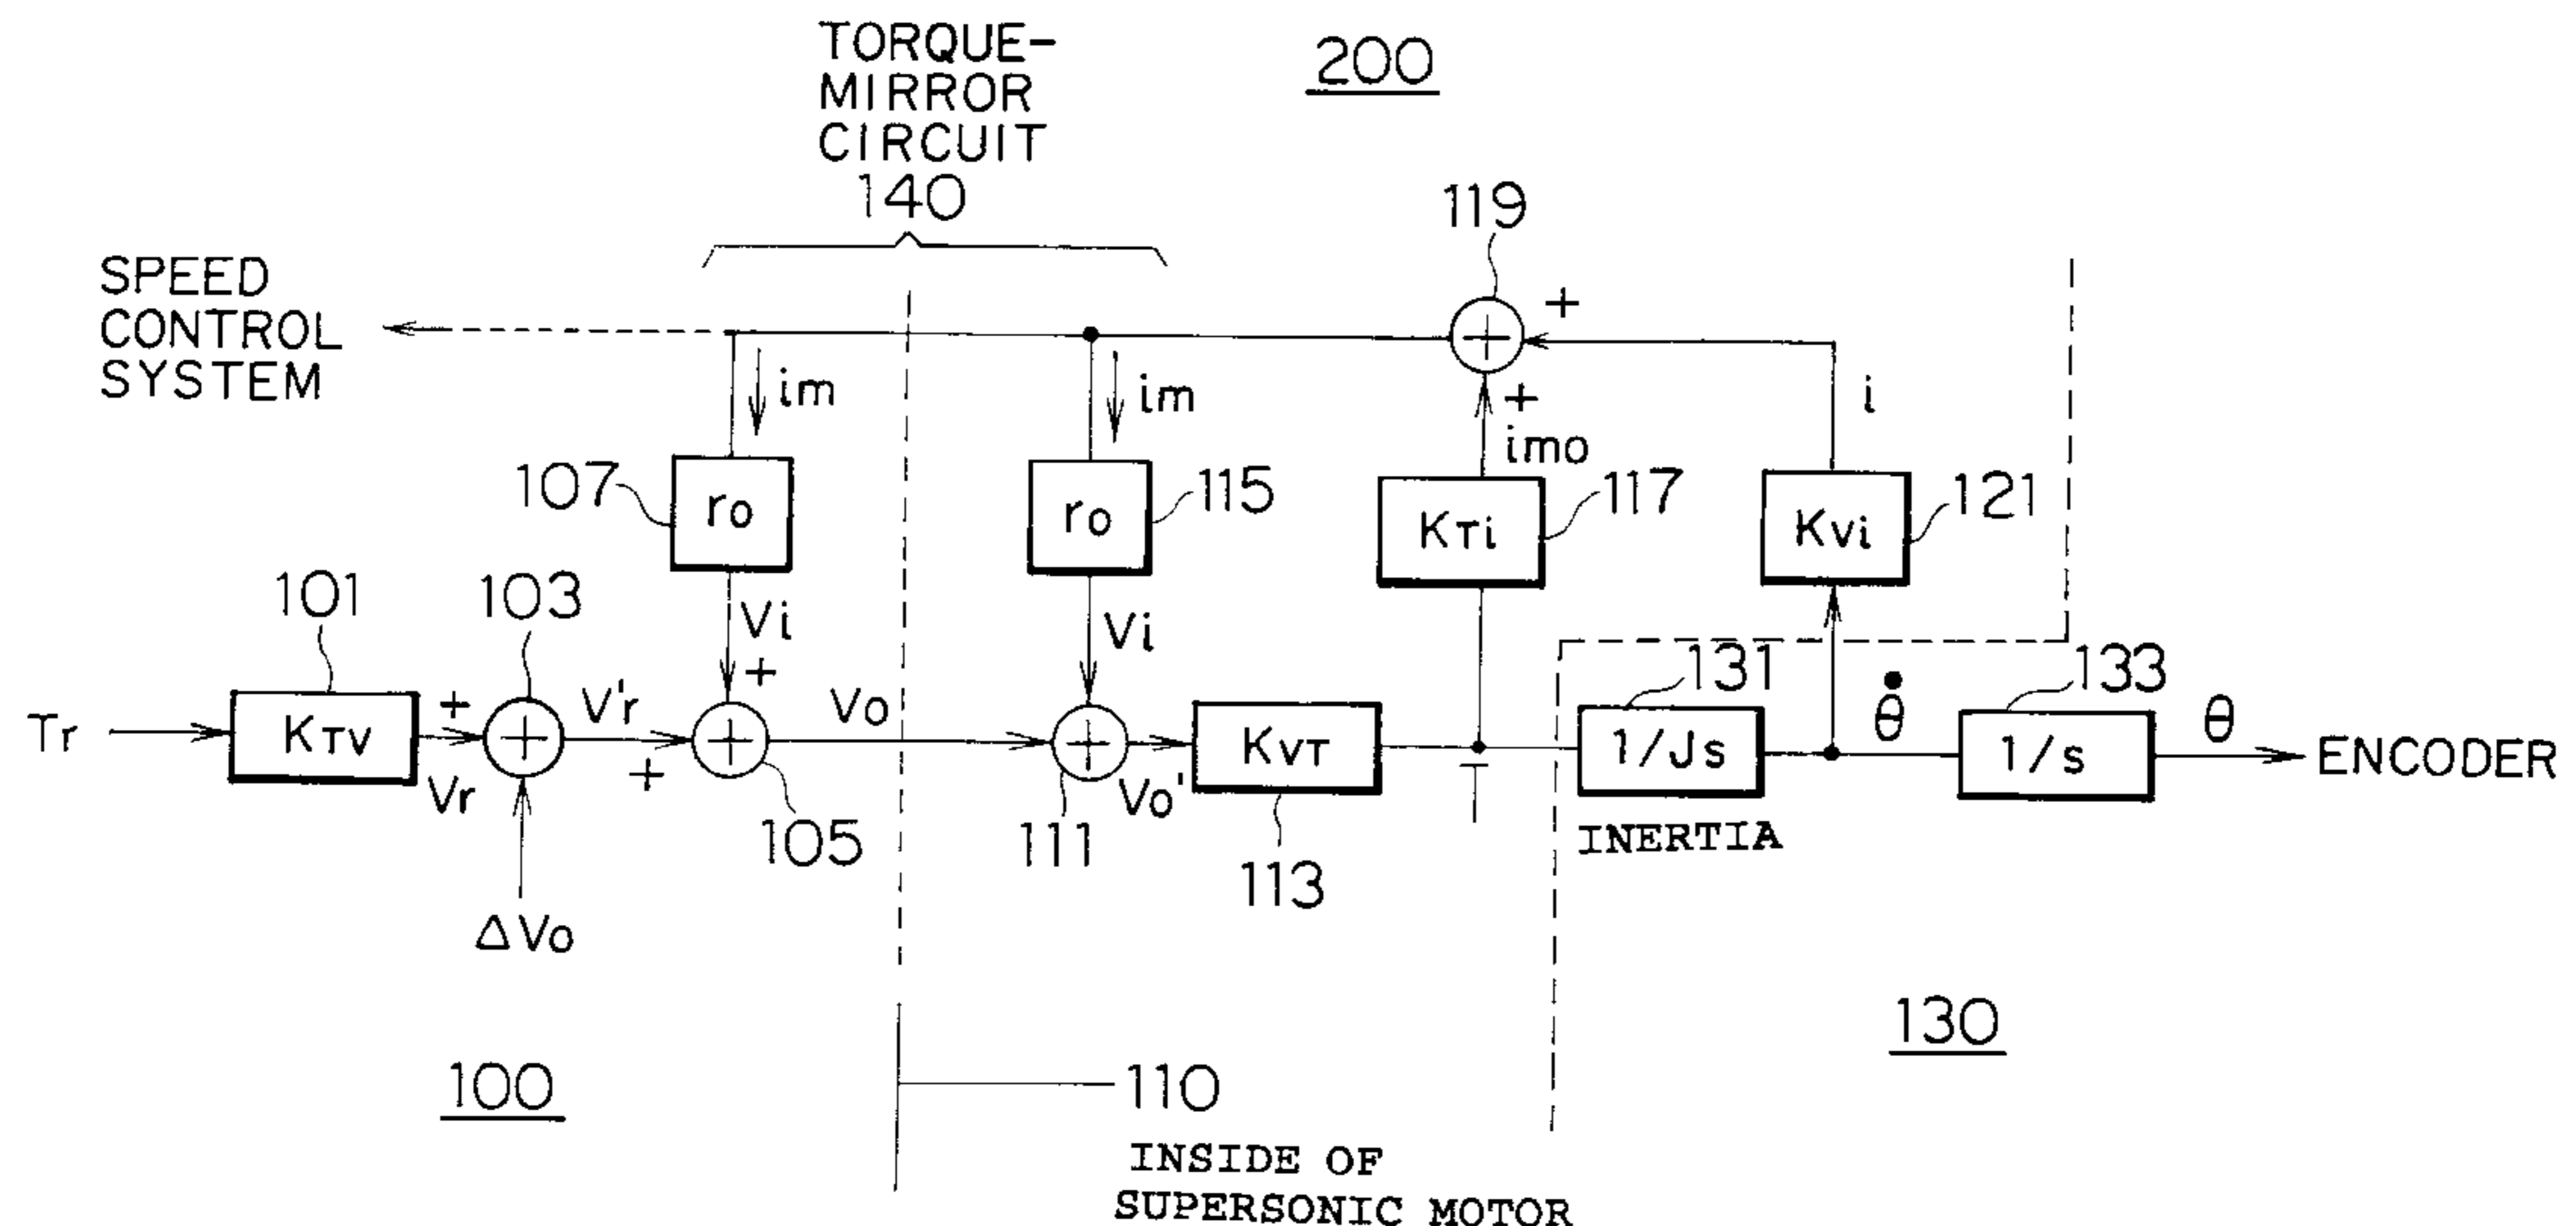 TORQUE-
MIRROR
CIRCUIT
140
200
119
SPEED
CONTROL
SYSTEM
+
im
im
+
imo
i
107
ro
ro
115
KTi
117
KVi
121
101
103
Vi
+
Vi
131
133
Tr
KTV
+
Vr
+
V'r
+
+
105
Vo
+
111
Vo'
KVT
113
T
1/Js
θ̇
1/s
θ
ENCODER
INERTIA
ΔVo
130
100
110
INSIDE OF
SUPERSONIC MOTOR